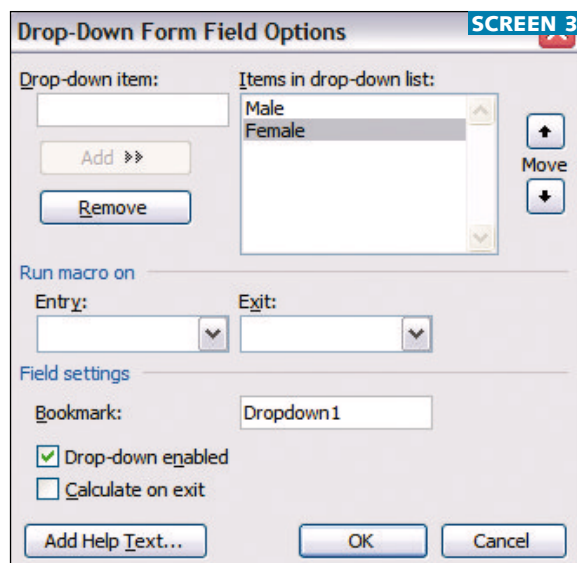 SCREEN 3
Drop-Down Form Field Options
Drop-down item:
Items in drop-down list:
Male
Female
Add
Move
Remove
Run macro on
Entry:
Exit:
Field settings
Bookmark:
Dropdown1
Drop-down enabled
Calculate on exit
Add Help Text...
OK
Cancel